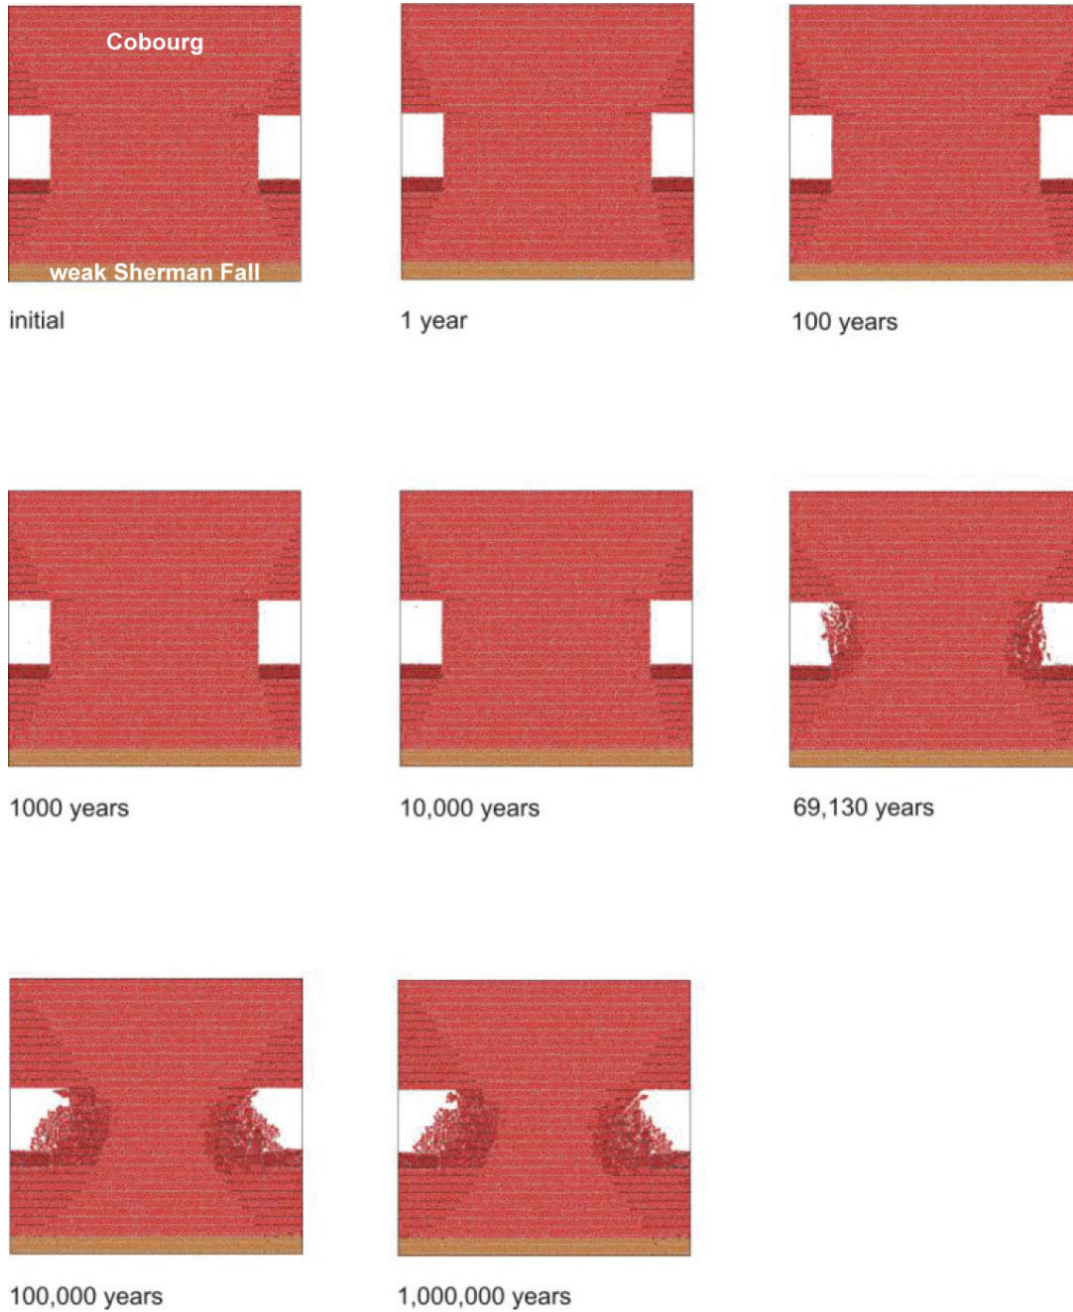 Cobourg
weak Sherman Fall
initial
1 year
100 years
1000 years
10,000 years
69,130 years
100,000 years
1,000,000 years